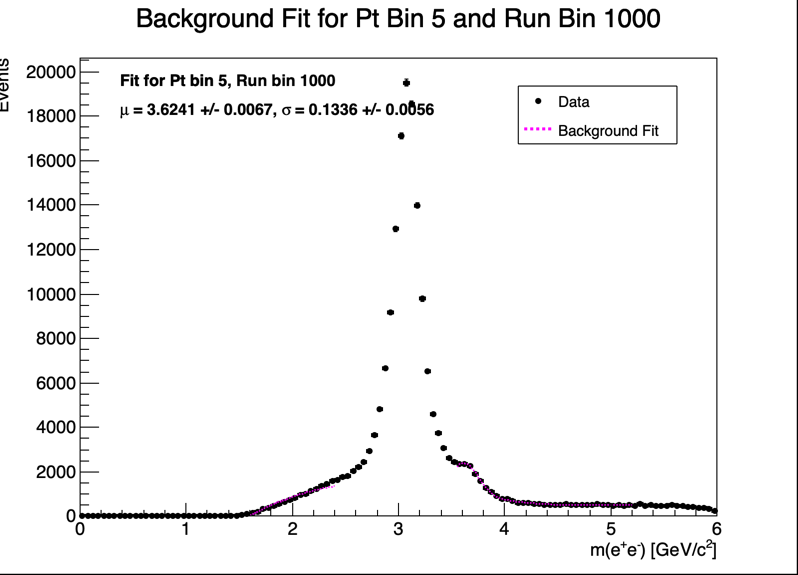 Background Fit for Pt Bin 5 and Run Bin 1000
Events
Fit for Pt bin 5, Run bin 1000
μ = 3.6241 +/- 0.0067, σ = 0.1336 +/- 0.0056
Data
Background Fit
20000
18000
16000
14000
12000
10000
8000
6000
4000
2000
0
0 1 2 3 4 5 6
m(e⁺e⁻) [GeV/c²]